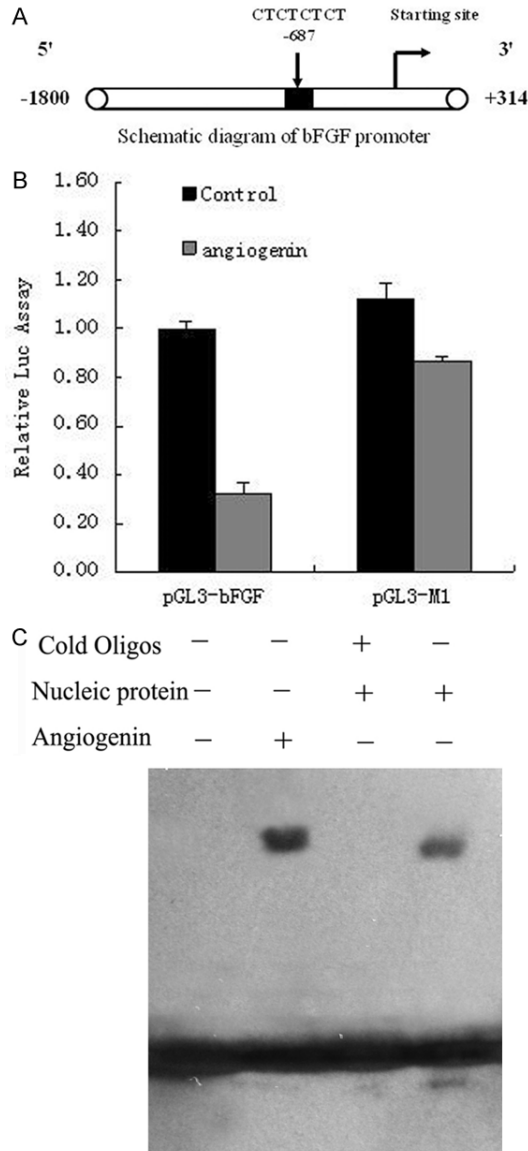 A
CTCTCTCT
-687
Starting site
5'
3'
-1800
+314
Schematic diagram of bFGF promoter
B
Relative Luc Assay
1.60
1.40
1.20
1.00
0.80
0.60
0.40
0.20
0.00
Control
angiogenin
pGL3-bFGF
pGL3-M1
C
Cold Oligos − − + −
Nucleic protein − − + +
Angiogenin − + − −